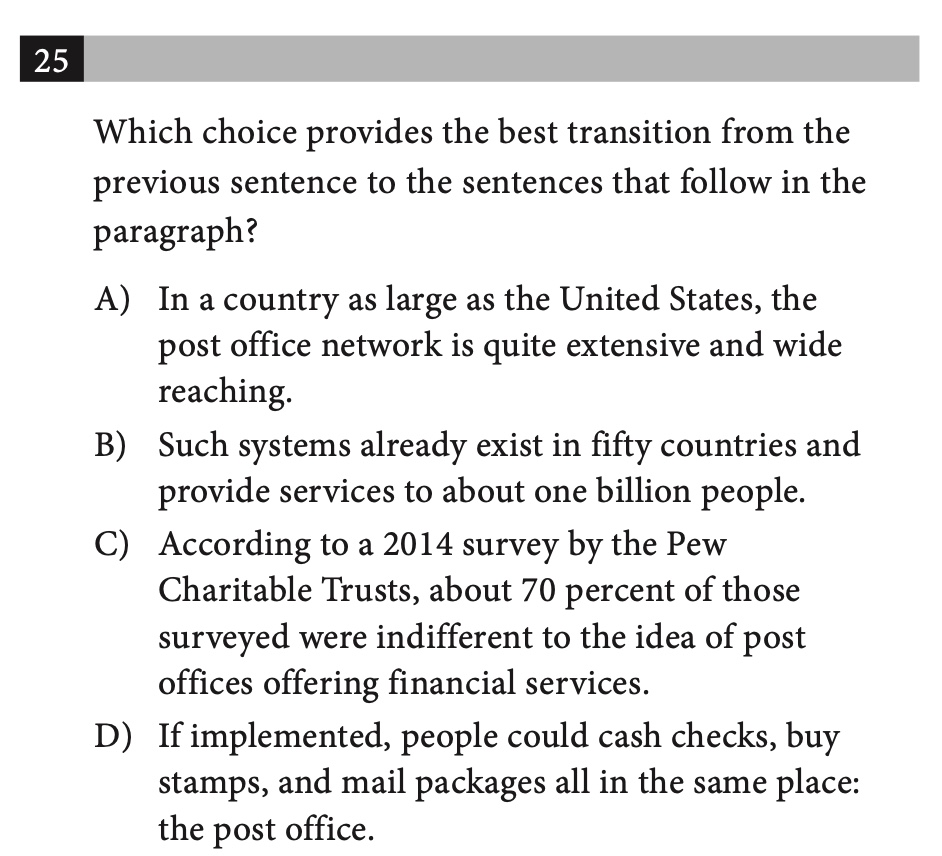 25
Which choice provides the best transition from the
previous sentence to the sentences that follow in the
paragraph?
A) In a country as large as the United States, the
post office network is quite extensive and wide
reaching.
B) Such systems already exist in fifty countries and
provide services to about one billion people.
C) According to a 2014 survey by the Pew
Charitable Trusts, about 70 percent of those
surveyed were indifferent to the idea of post
offices offering financial services.
D) If implemented, people could cash checks, buy
stamps, and mail packages all in the same place:
the post office.